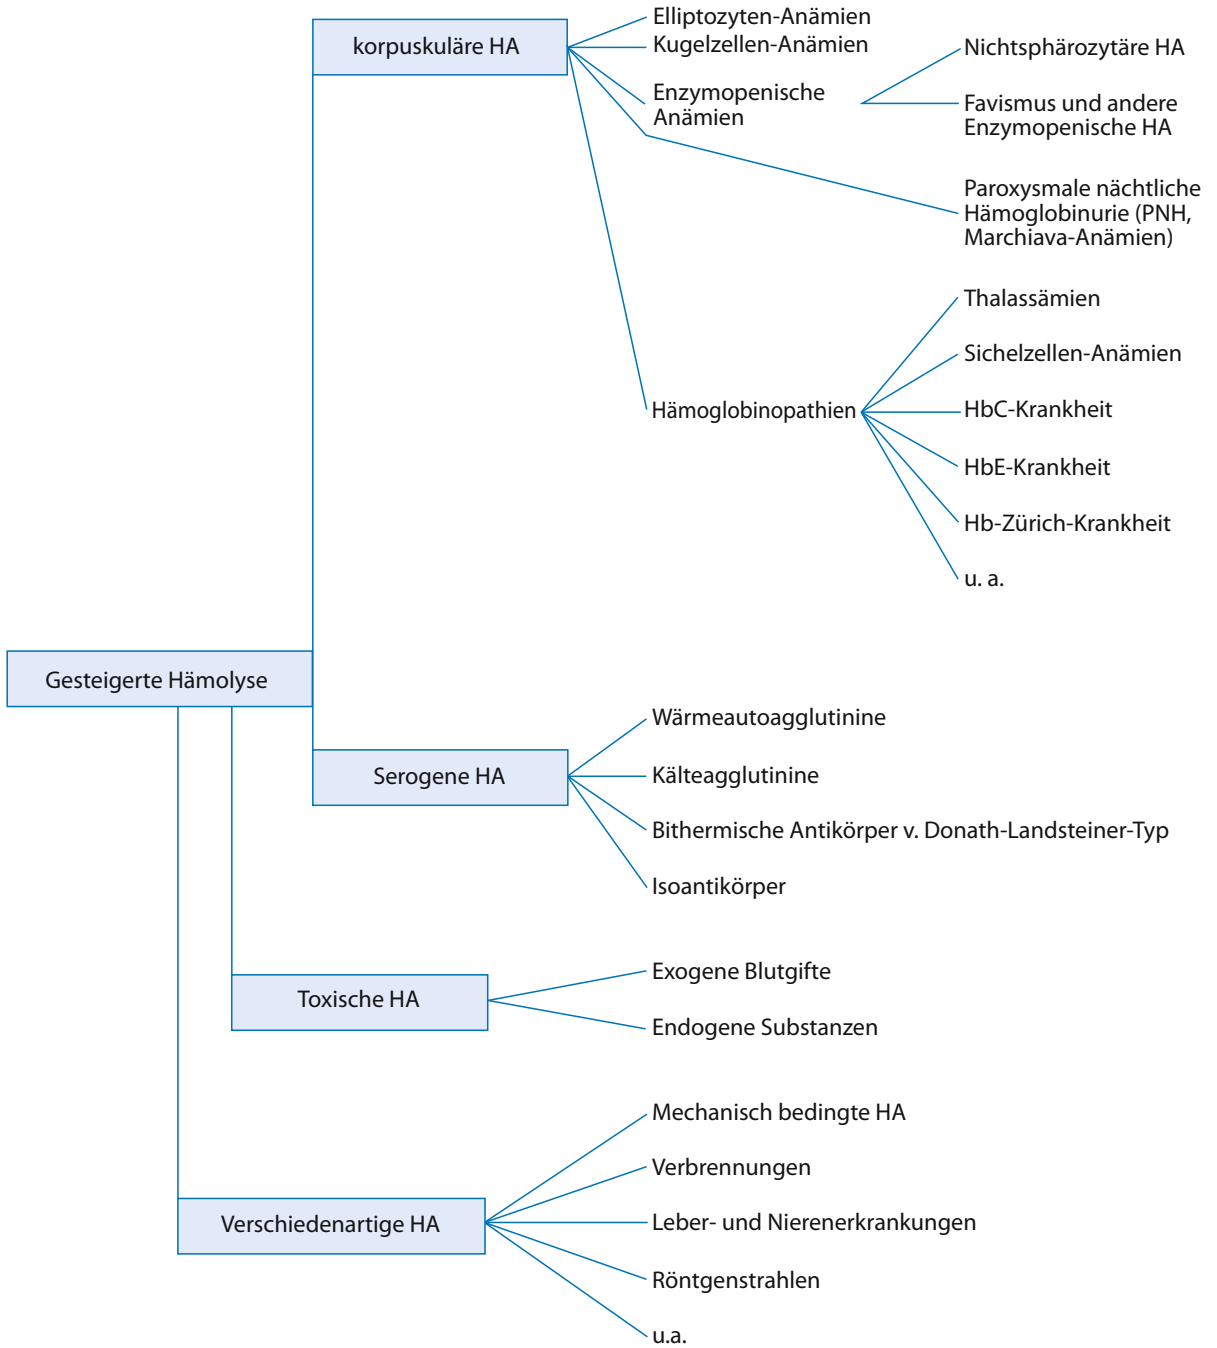 korpuskuläre HA
Elliptozyten-Anämien
Kugelzellen-Anämien
Enzymopenische
Anämien
Nichtsphärozytäre HA
Favismus und andere
Enzymopenische HA
Paroxysmale nächtliche
Hämoglobinurie (PNH,
Marchiava-Anämien)
Hämoglobinopathien
Thalassämien
Sichelzellen-Anämien
HbC-Krankheit
HbE-Krankheit
Hb-Zürich-Krankheit
u. a.
Gesteigerte Hämolyse
Serogene HA
Wärmeautoagglutinine
Kälteagglutinine
Bithermische Antikörper v. Donath-Landsteiner-Typ
Isoantikörper
Toxische HA
Exogene Blutgifte
Endogene Substanzen
Verschiedenartige HA
Mechanisch bedingte HA
Verbrennungen
Leber- und Nierenerkrankungen
Röntgenstrahlen
u.a.